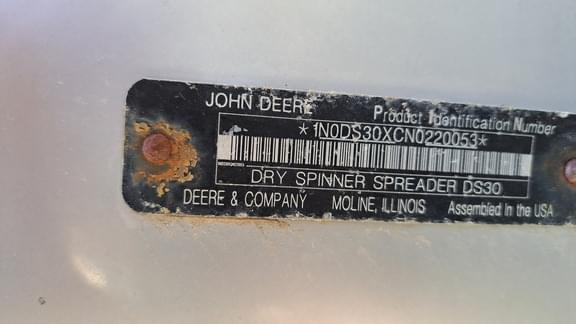 JOHN DEERE Product Identification Number
*1N0DS30XCN0220053*
DRY SPINNER SPREADER DS30
DEERE & COMPANY MOLINE, ILLINOIS Assembled in the USA